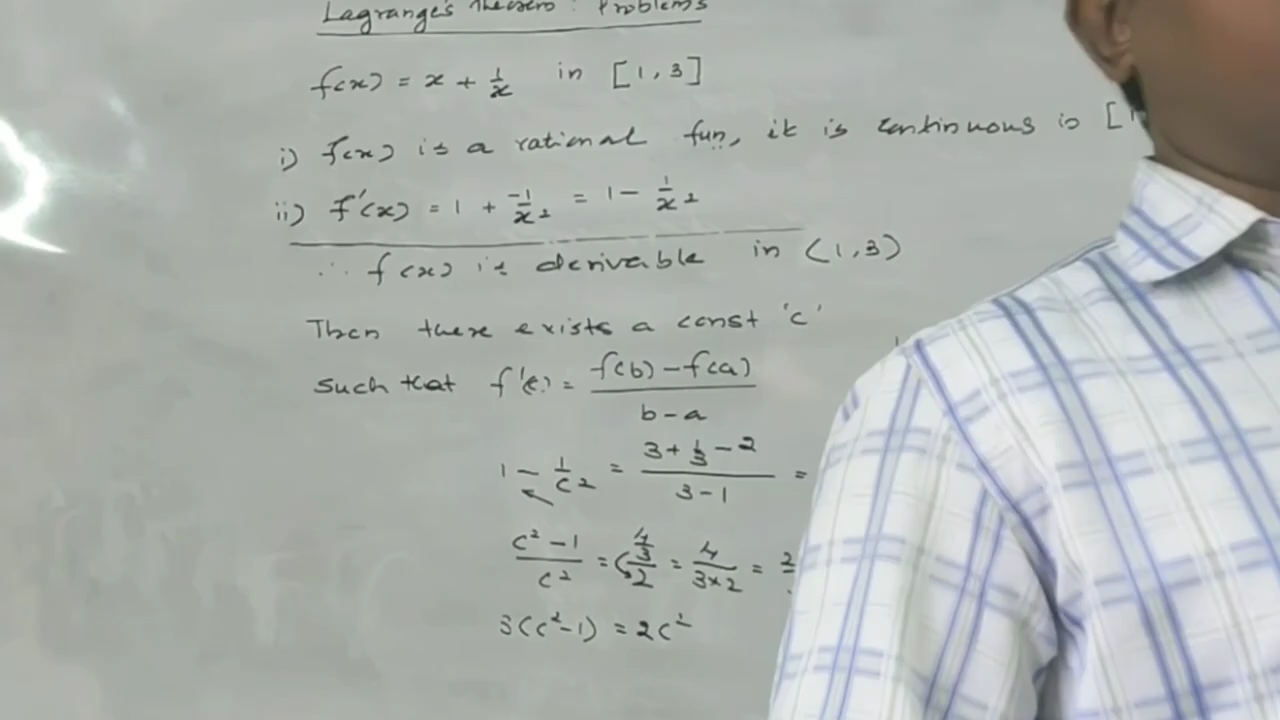 Lagrange's Theorem : Problems
f(x) = x + 1/x in [1, 3]
i) f(x) is a rational fun, it is continuous in [1
ii) f'(x) = 1 + -1/x² = 1 - 1/x²
∴ f(x) is derivable in (1, 3)
Then there exists a const 'c'
such that f'(c) = f(b) - f(a) / b - a
1 - 1/c² = 3 + 1/3 - 2 / 3 - 1 =
c² - 1 / c² = 4/3 / 2 = 4 / 3×2 = 2
3(c² - 1) = 2c²